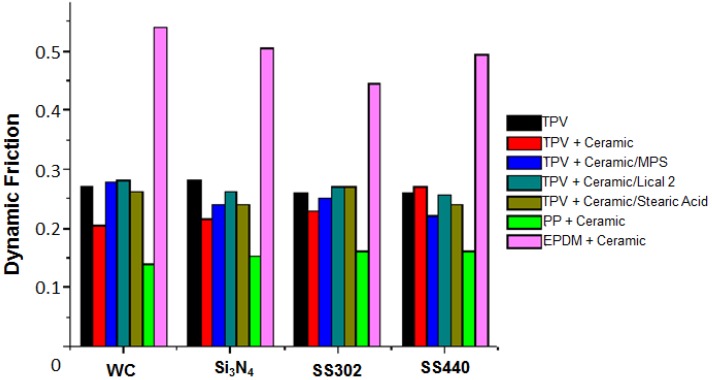 Dynamic Friction
0.5
0.4
0.3
0.2
0.1
0
WC
Si₃N₄
SS302
SS440
TPV
TPV + Ceramic
TPV + Ceramic/MPS
TPV + Ceramic/Lical 2
TPV + Ceramic/Stearic Acid
PP + Ceramic
EPDM + Ceramic